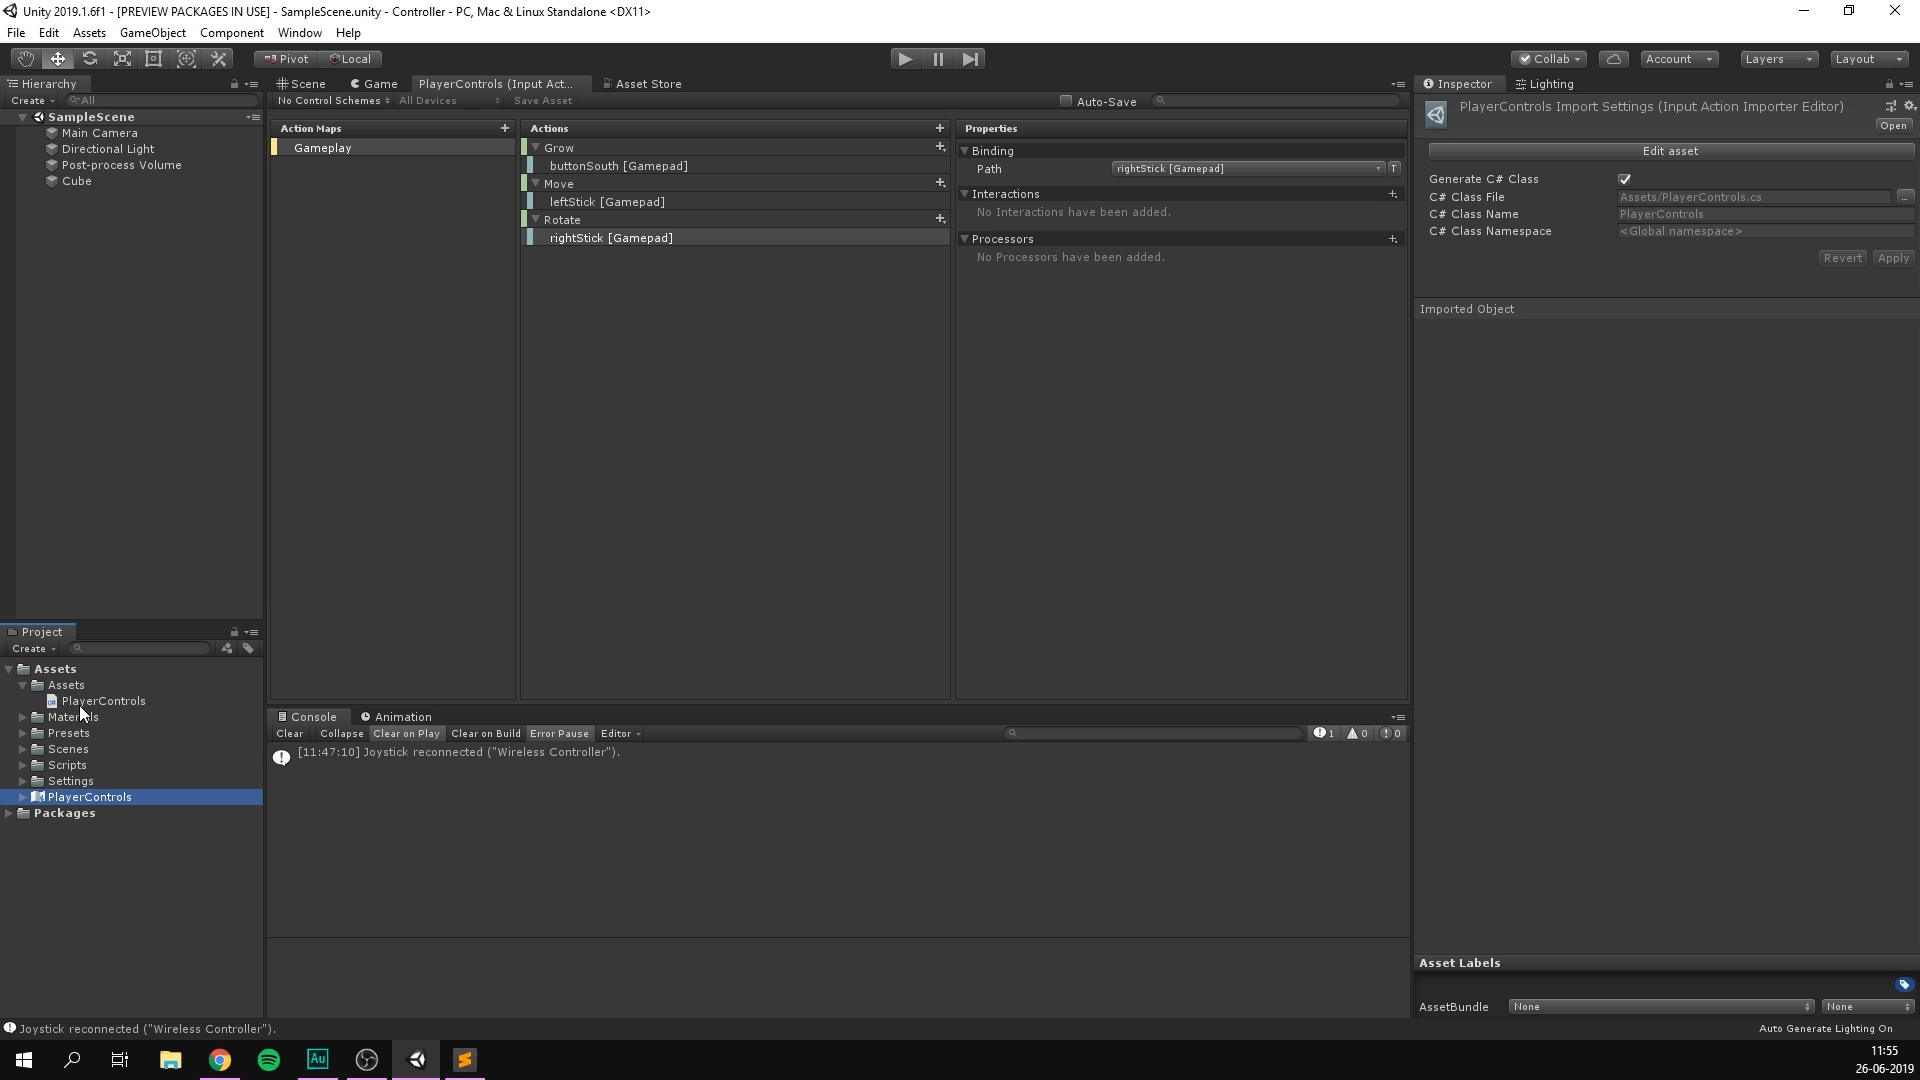 Unity 2019.1.6f1 - [PREVIEW PACKAGES IN USE] - SampleScene.unity - Controller - PC, Mac & Linux Standalone <DX11>
File Edit Assets GameObject Component Window Help
Pivot Local Collab Account Layers Layout
Hierarchy
Create All
SampleScene
Main Camera
Directional Light
Post-process Volume
Cube
Scene Game PlayerControls (Input Act... Asset Store
No Control Schemes All Devices Save Asset Auto-Save
Action Maps
Gameplay
Actions
Grow
buttonSouth [Gamepad]
Move
leftStick [Gamepad]
Rotate
rightStick [Gamepad]
Properties
Binding
Path rightStick [Gamepad] T
Interactions
No Interactions have been added.
Processors
No Processors have been added.
Inspector Lighting
PlayerControls Import Settings (Input Action Importer Editor)
Open
Edit asset
Generate C# Class
C# Class File Assets/PlayerControls.cs ...
C# Class Name PlayerControls
C# Class Namespace <Global namespace>
Revert Apply
Imported Object
Project
Create
Assets
Assets
PlayerControls
Materials
Presets
Scenes
Scripts
Settings
PlayerControls
Packages
Console Animation
Clear Collapse Clear on Play Clear on Build Error Pause Editor 1 0 0
[11:47:10] Joystick reconnected ("Wireless Controller").
Asset Labels
AssetBundle None None
Joystick reconnected ("Wireless Controller").
Auto Generate Lighting On
Au
11:55
26-06-2019